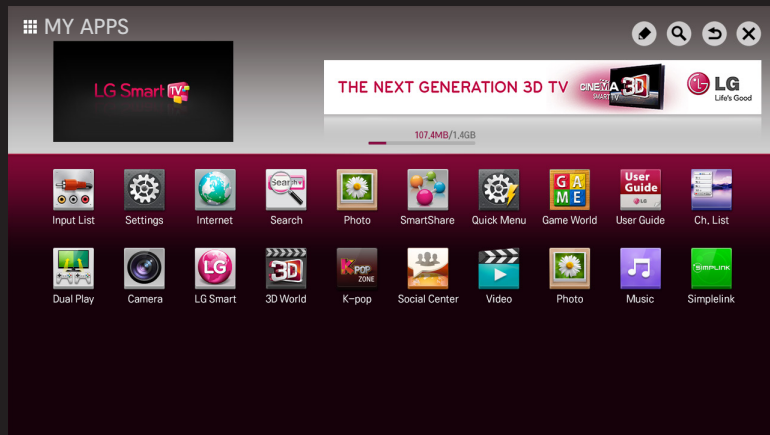 MY APPS
LG Smart TV
THE NEXT GENERATION 3D TV
CINEMA 3D
SMART TV
LG
Life's Good
107.4MB/1.4GB
Search
GAME
User Guide
LG
Input List
Settings
Internet
Search
Photo
SmartShare
Quick Menu
Game World
User Guide
Ch. List
LG
3D
K-POP ZONE
SIMPLINK
Dual Play
Camera
LG Smart
3D World
K-pop
Social Center
Video
Photo
Music
Simplelink